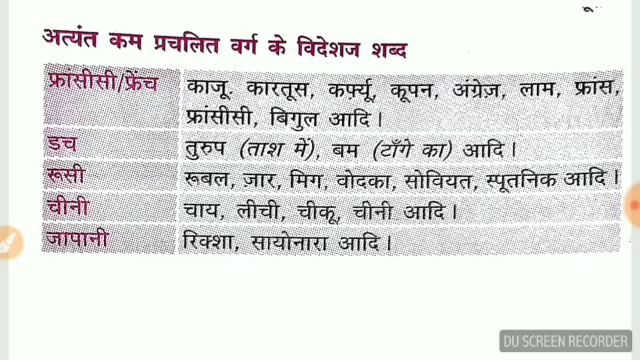 अत्यंत कम प्रचलित वर्ग के विदेशज शब्द
फ्रांसीसी/फ्रेंच काजू. कारतूस, कर्फ्यू, कूपन, अंग्रेज़, लाम, फ्रांस,
फ्रांसीसी, बिगुल आदि।
डच तुरुप (ताश में), बम (टाँगे का) आदि।
रूसी रूबल, ज़ार, मिग, वोदका, सोवियत, स्पूतनिक आदि।
चीनी चाय, लीची, चीकू, चीनी आदि।
जापानी रिक्शा, सायोनारा आदि।
DU SCREEN RECORDER